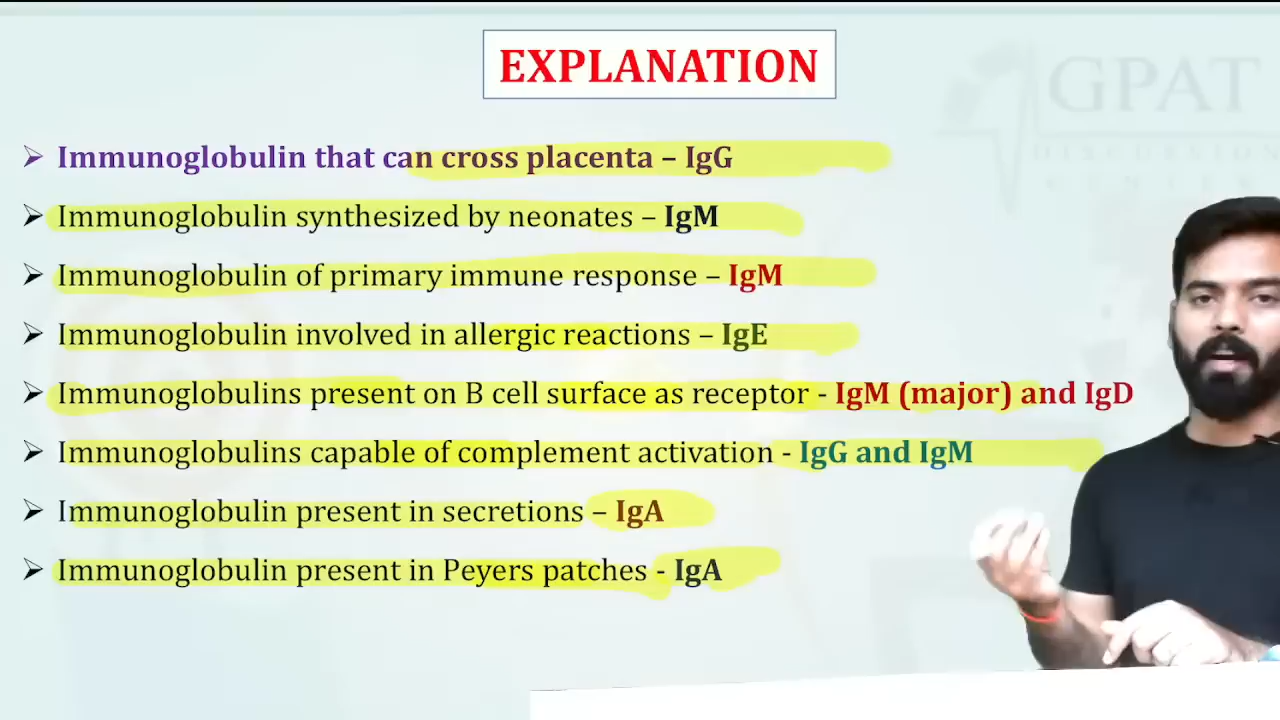 EXPLANATION
GPAT
DISCUSSION
CENTER
➢ Immunoglobulin that can cross placenta – IgG
➢ Immunoglobulin synthesized by neonates – IgM
➢ Immunoglobulin of primary immune response – IgM
➢ Immunoglobulin involved in allergic reactions – IgE
➢ Immunoglobulins present on B cell surface as receptor - IgM (major) and IgD
➢ Immunoglobulins capable of complement activation - IgG and IgM
➢ Immunoglobulin present in secretions – IgA
➢ Immunoglobulin present in Peyers patches - IgA